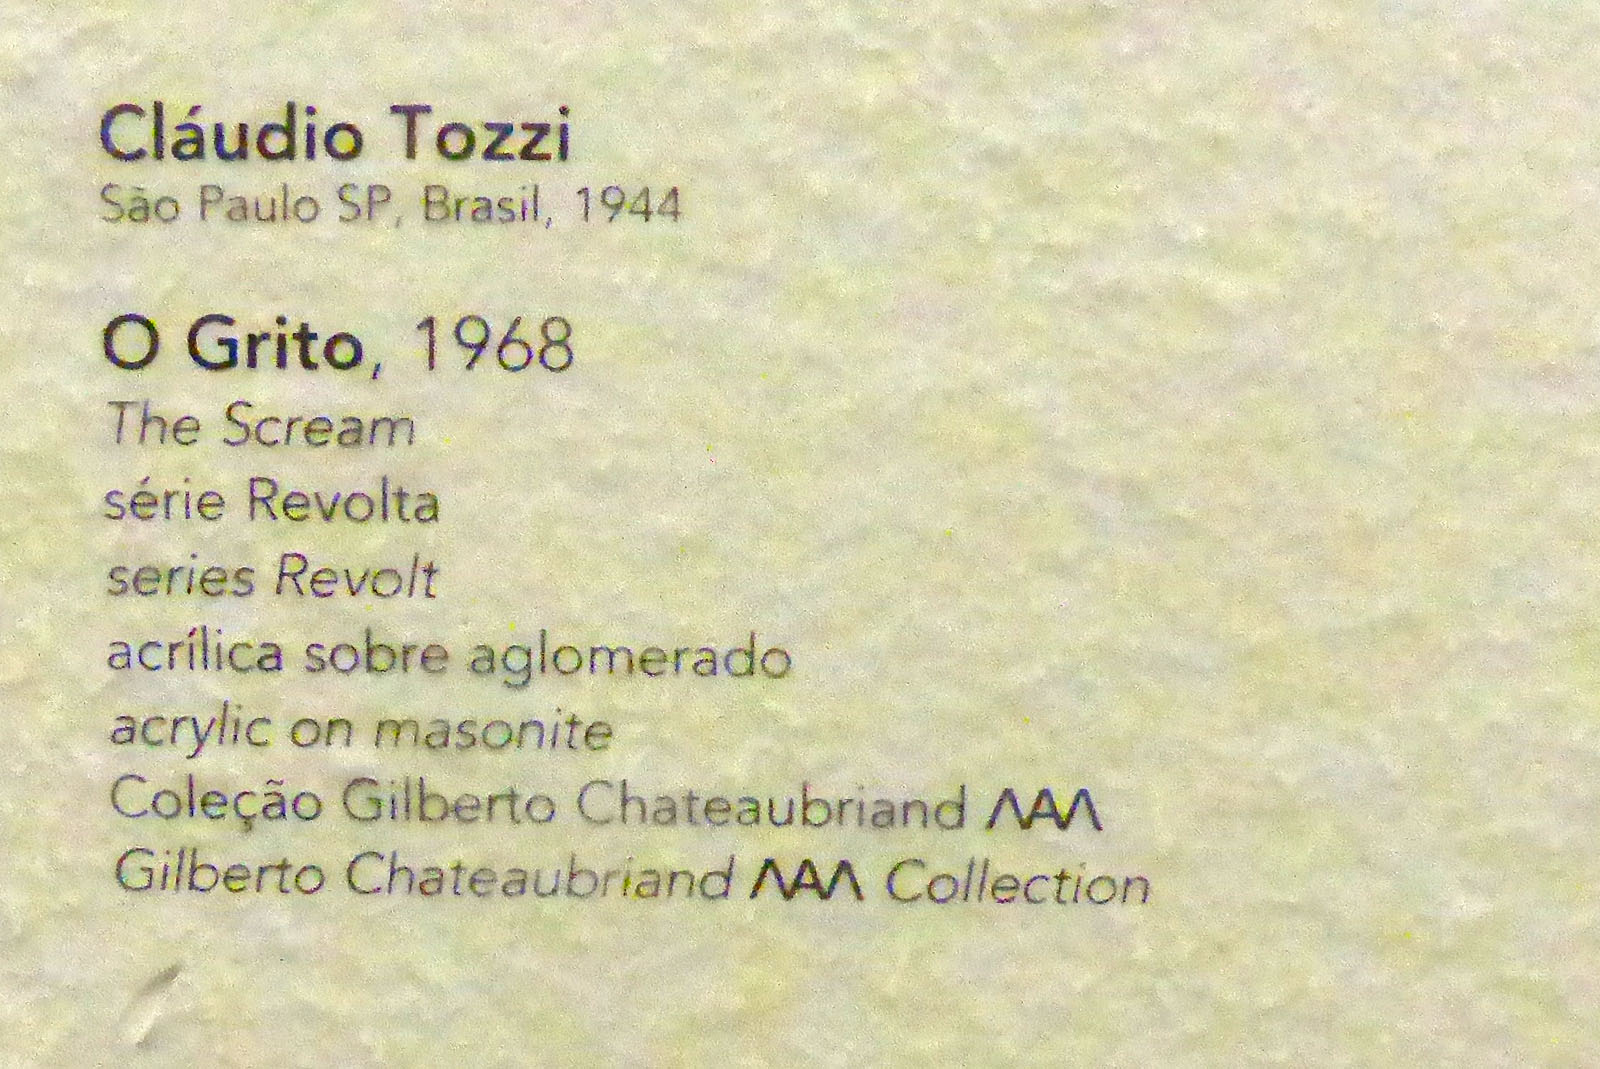 Cláudio Tozzi
São Paulo SP, Brasil, 1944
O Grito, 1968
The Scream
série Revolta
series Revolt
acrílica sobre aglomerado
acrylic on masonite
Coleção Gilberto Chateaubriand MAM
Gilberto Chateaubriand MAM Collection